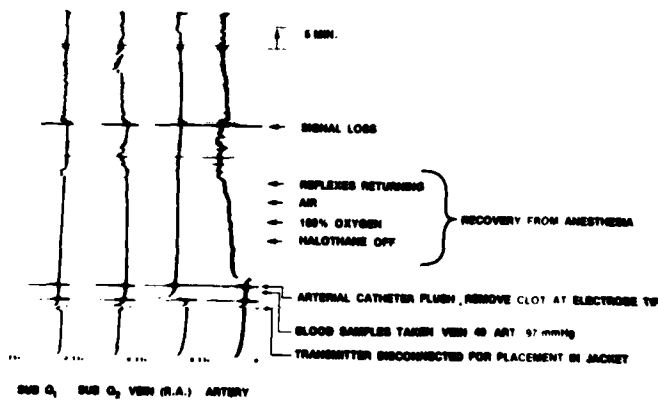 5 MIN.
SIGNAL LOSS
REFLEXES RETURNING
AIR
100% OXYGEN
HALOTHANE OFF
RECOVERY FROM ANESTHESIA
ARTERIAL CATHETER FLUSH, REMOVE CLOT AT ELECTRODE TIP
BLOOD SAMPLES TAKEN VEIN 40 ART 97 mmHg
TRANSMITTER DISCONNECTED FOR PLACEMENT IN JACKET
SUB Q1 SUB Q2 VEIN (R.A.) ARTERY